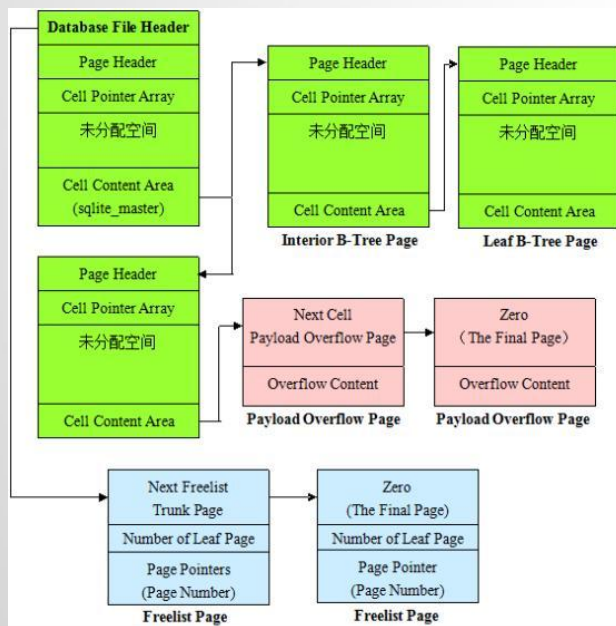 Database File Header
Page Header
Cell Pointer Array
未分配空间
Cell Content Area
(sqlite_master)
Page Header
Cell Pointer Array
未分配空间
Cell Content Area
Interior B-Tree Page
Page Header
Cell Pointer Array
未分配空间
Cell Content Area
Leaf B-Tree Page
Page Header
Cell Pointer Array
未分配空间
Cell Content Area
Next Cell
Payload Overflow Page
Overflow Content
Payload Overflow Page
Zero
（The Final Page）
Overflow Content
Payload Overflow Page
Next Freelist
Trunk Page
Number of Leaf Page
Page Pointers
(Page Number)
Freelist Page
Zero
(The Final Page)
Number of Leaf Page
Page Pointer
(Page Number)
Freelist Page